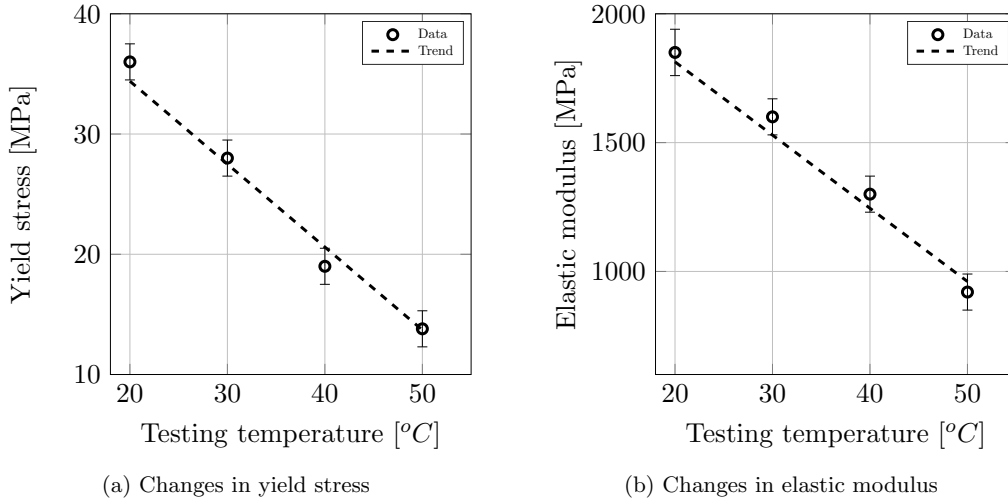 40
30
20
10
Yield stress [MPa]
Data
Trend
20 30 40 50
Testing temperature [°C]
(a) Changes in yield stress
2000
1500
1000
Elastic modulus [MPa]
Data
Trend
20 30 40 50
Testing temperature [°C]
(b) Changes in elastic modulus